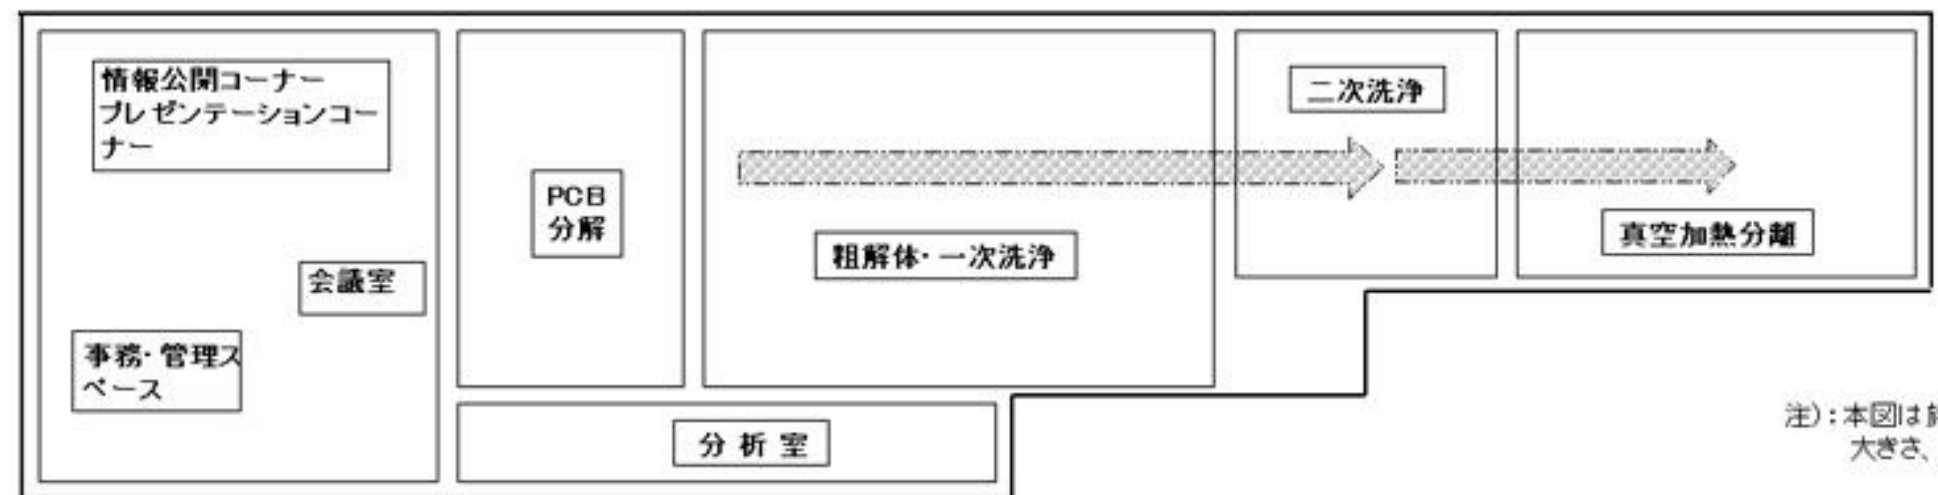 情報公開コーナー
プレゼンテーションコー
ナー
会議室
事務・管理ス
ペース
PCB
分解
粗解体・一次洗浄
二次洗浄
真空加熱分離
分析室
注）：本図は
大きさ、